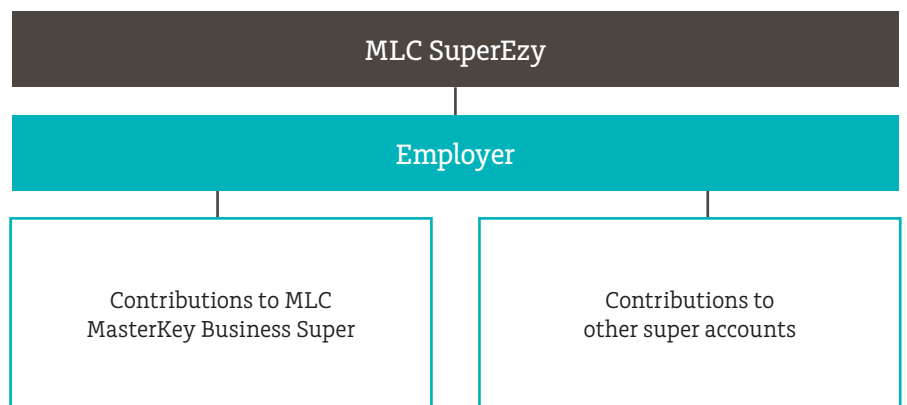 MLC SuperEzy
Employer
Contributions to MLC
MasterKey Business Super
Contributions to
other super accounts